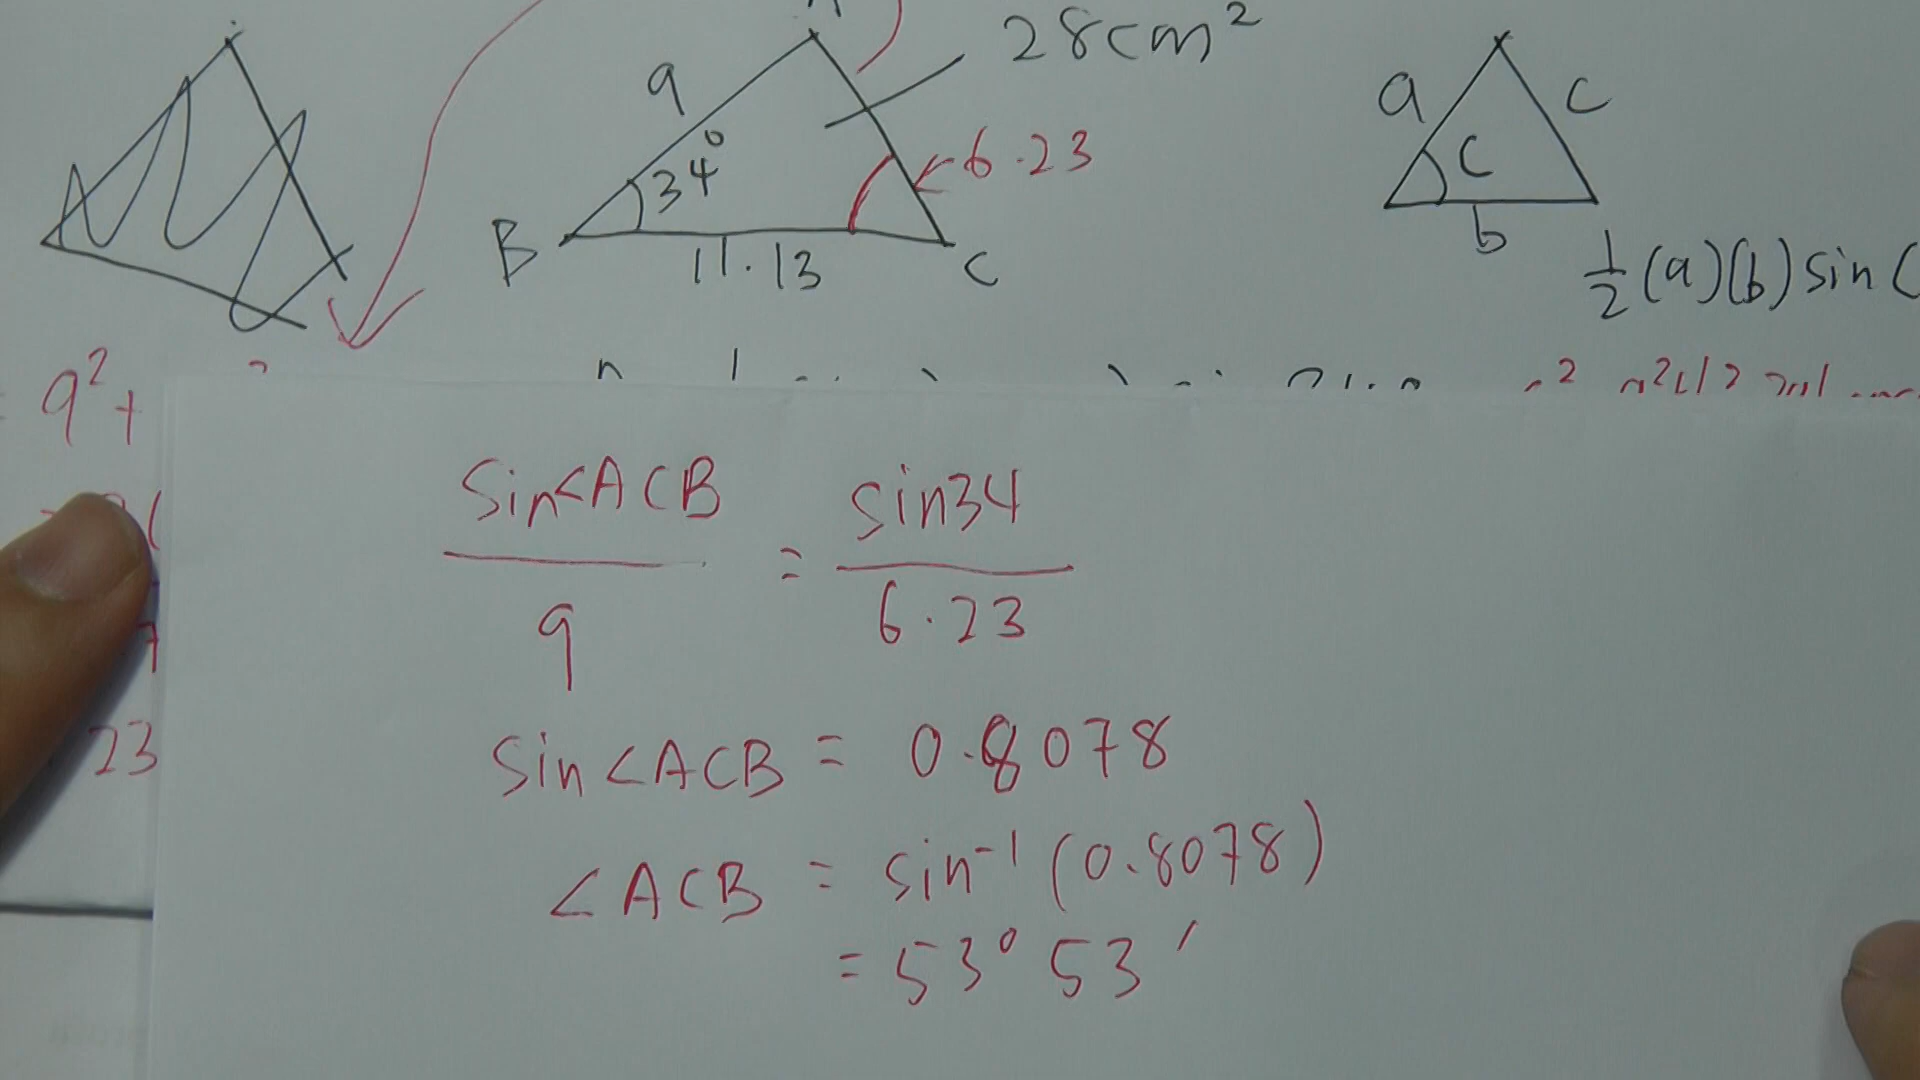 28cm²
9
34°
6.23
B
11.13
C
a
c
C
b
½(a)(b) sin C
9² +
sin∠ACB / 9 = sin34 / 6.23
sin∠ACB = 0.8078
∠ACB = sin⁻¹(0.8078)
= 53° 53′
23